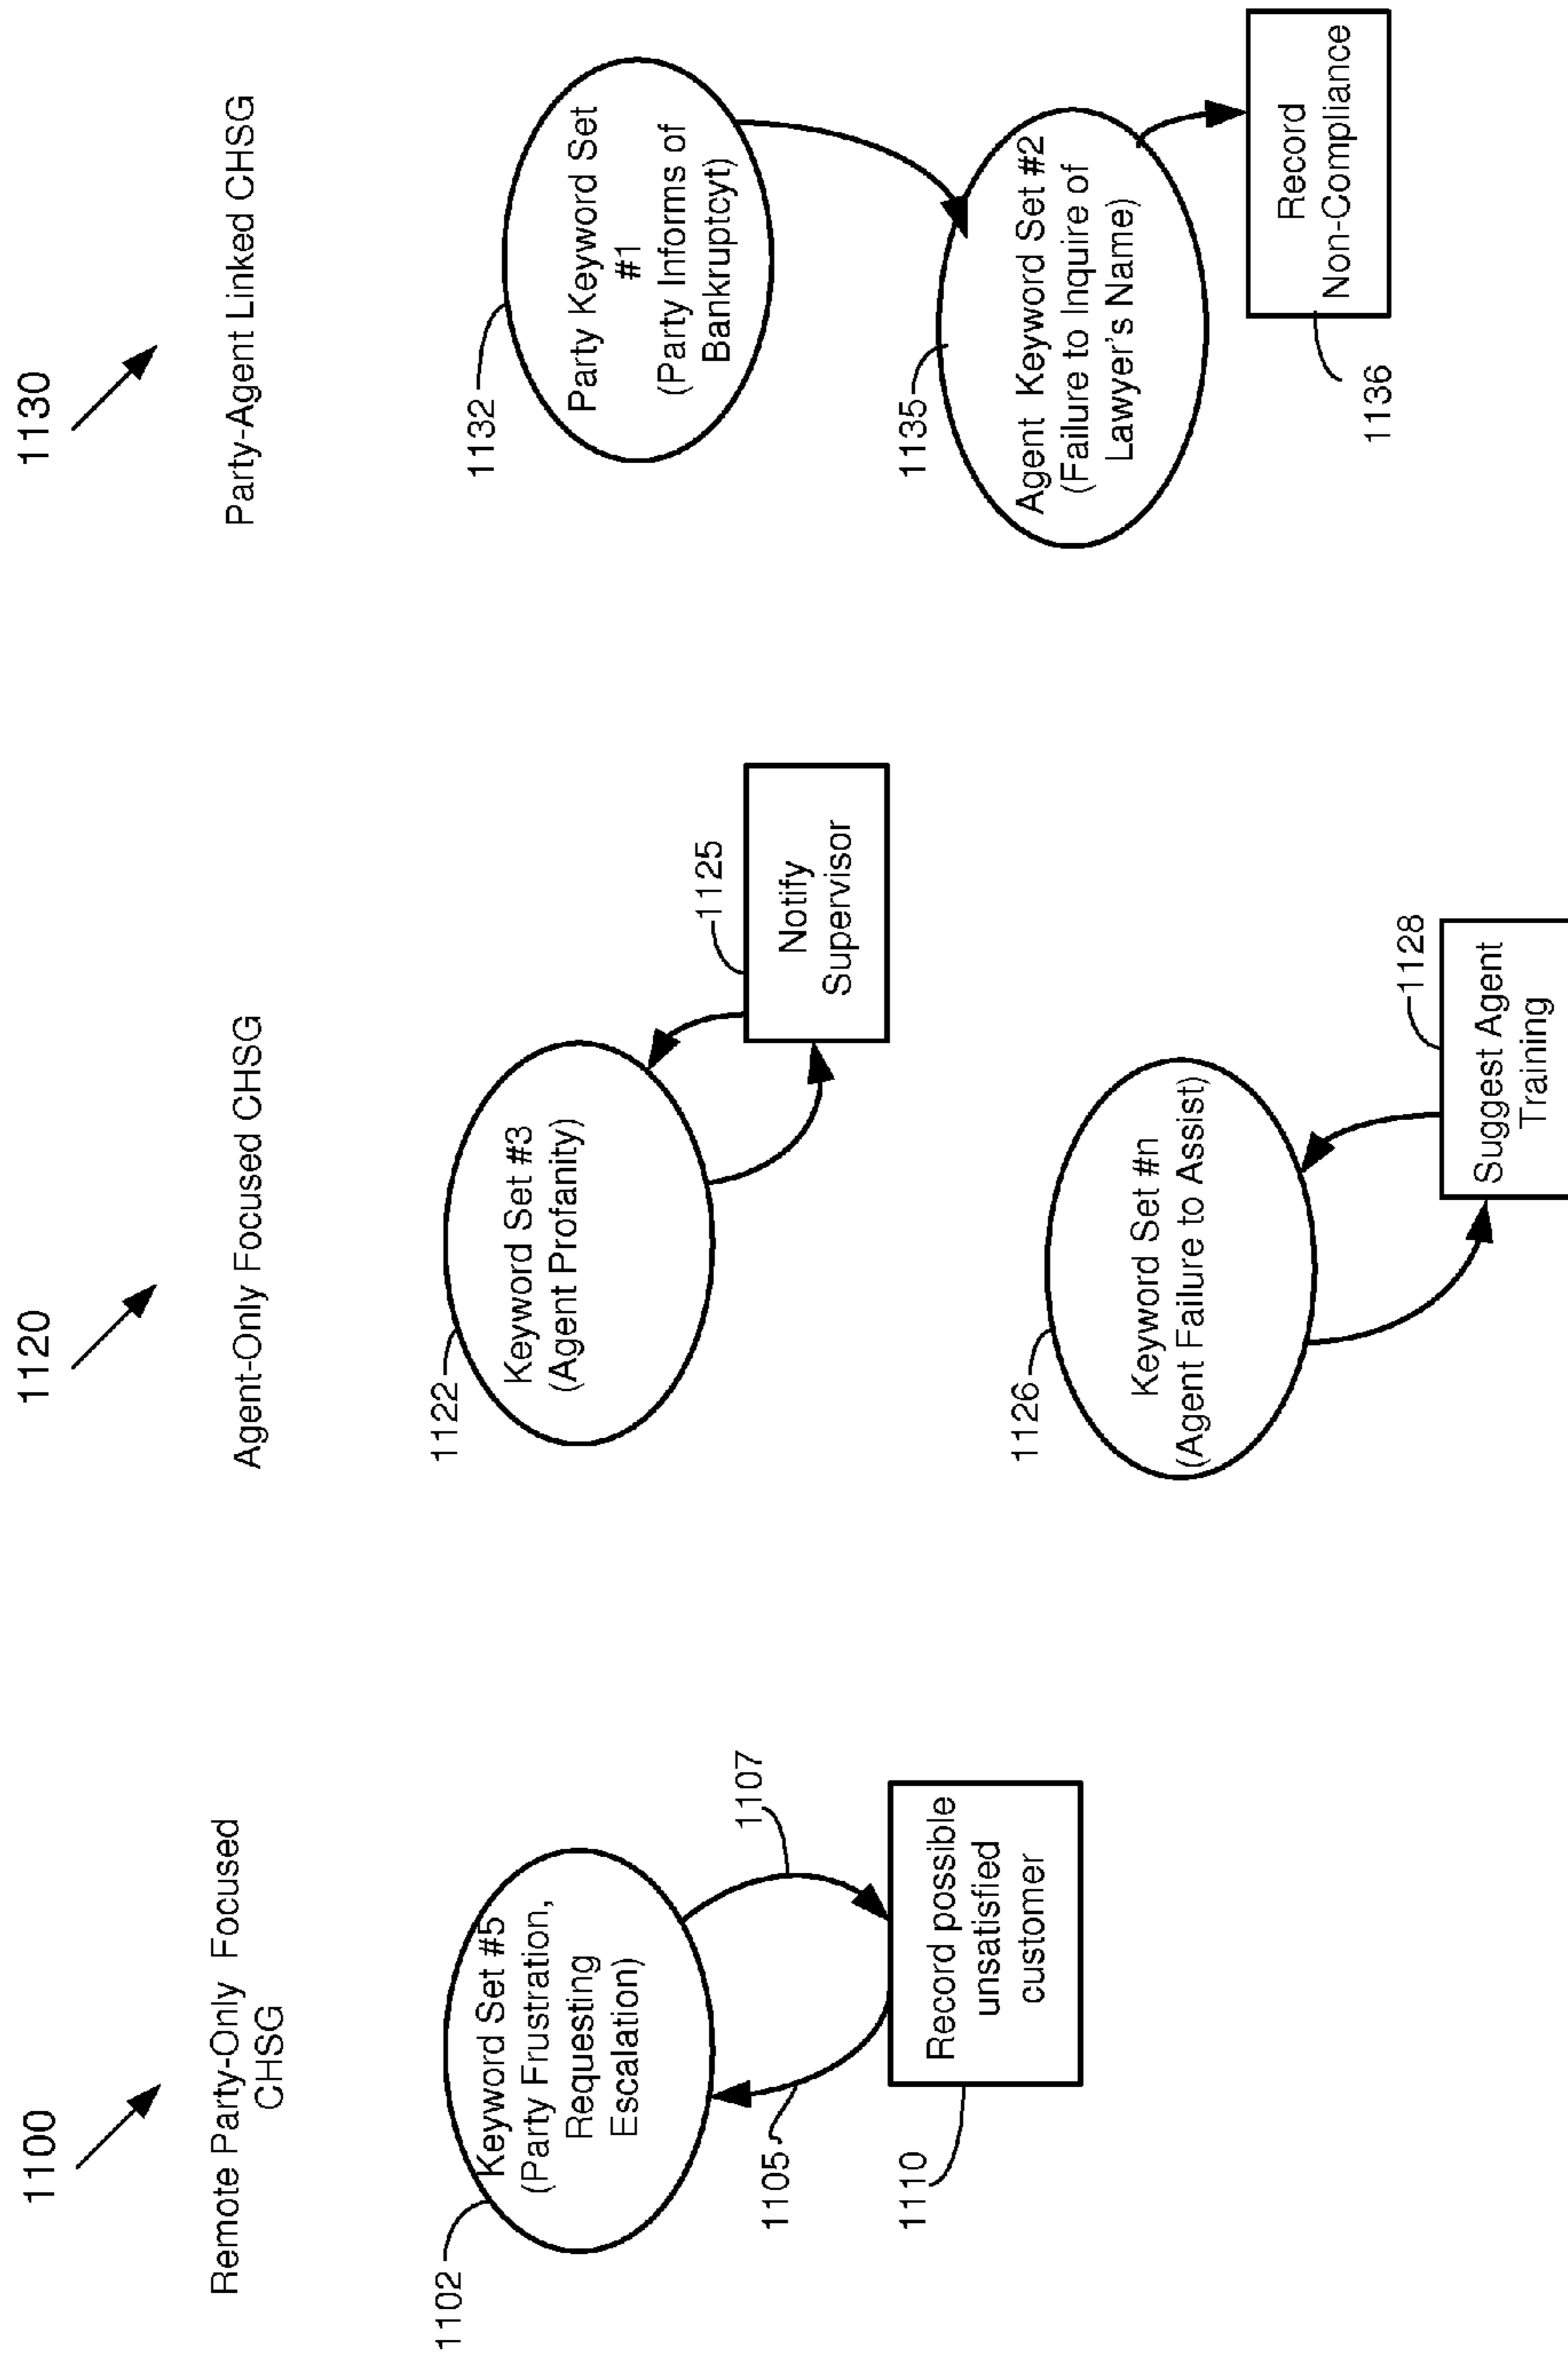 1100
Remote Party-Only Focused
CHSG
1102
Keyword Set #5
(Party Frustration,
Requesting
Escalation)
1107
1105
Record possible
unsatisfied
customer
1110
1120
Agent-Only Focused CHSG
1122
Keyword Set #3
(Agent Profanity)
1125
Notify
Supervisor
1126
Keyword Set #n
(Agent Failure to Assist)
1128
Suggest Agent
Training
1130
Party-Agent Linked CHSG
1132
Party Keyword Set
#1
(Party Informs of
Bankruptcyt)
1135
Agent Keyword Set #2
(Failure to Inquire of
Lawyer's Name)
Record
Non-Compliance
1136